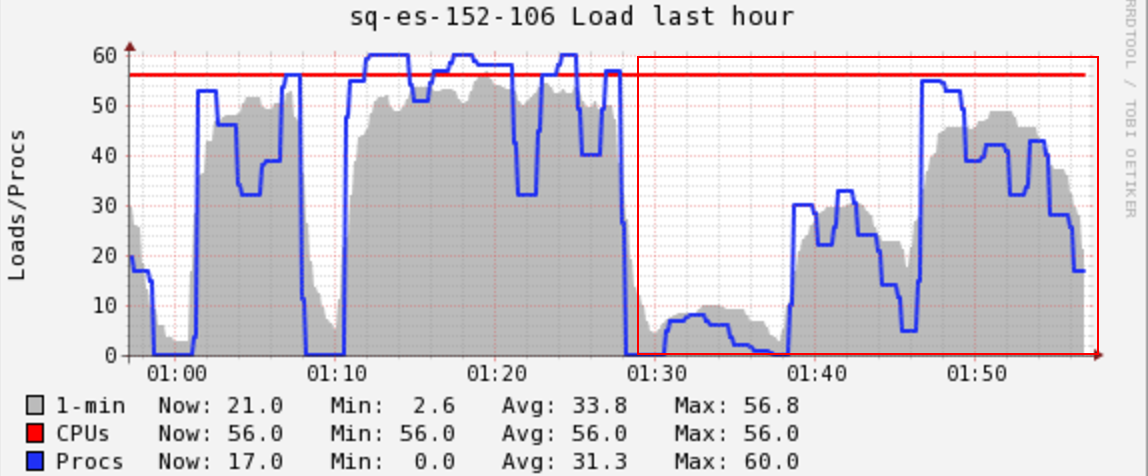 sq-es-152-106 Load last hour
RRDTOOL / TOBI OETIKER
Loads/Procs
60
50
40
30
20
10
0
01:00 01:10 01:20 01:30 01:40 01:50
1-min Now: 21.0 Min: 2.6 Avg: 33.8 Max: 56.8
CPUs Now: 56.0 Min: 56.0 Avg: 56.0 Max: 56.0
Procs Now: 17.0 Min: 0.0 Avg: 31.3 Max: 60.0